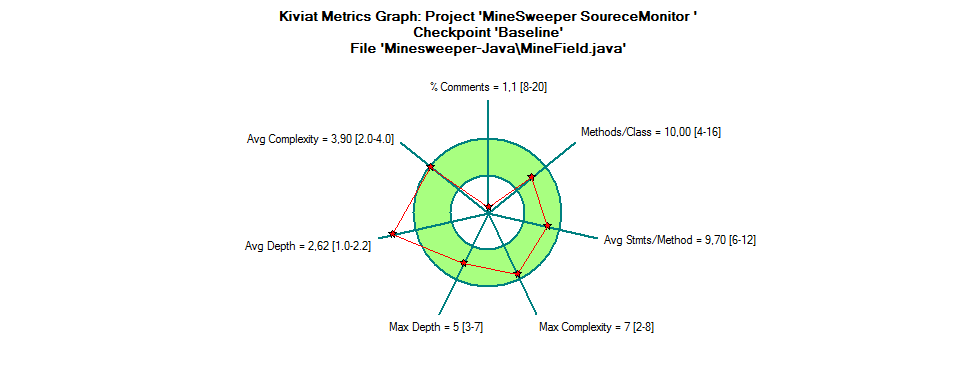 Kiviat Metrics Graph: Project 'MineSweeper SoureceMonitor '
Checkpoint 'Baseline'
File 'Minesweeper-Java\MineField.java'
% Comments = 1,1 [8-20]
Methods/Class = 10,00 [4-16]
Avg Complexity = 3,90 [2.0-4.0]
Avg Stmts/Method = 9,70 [6-12]
Avg Depth = 2,62 [1.0-2.2]
Max Depth = 5 [3-7]
Max Complexity = 7 [2-8]